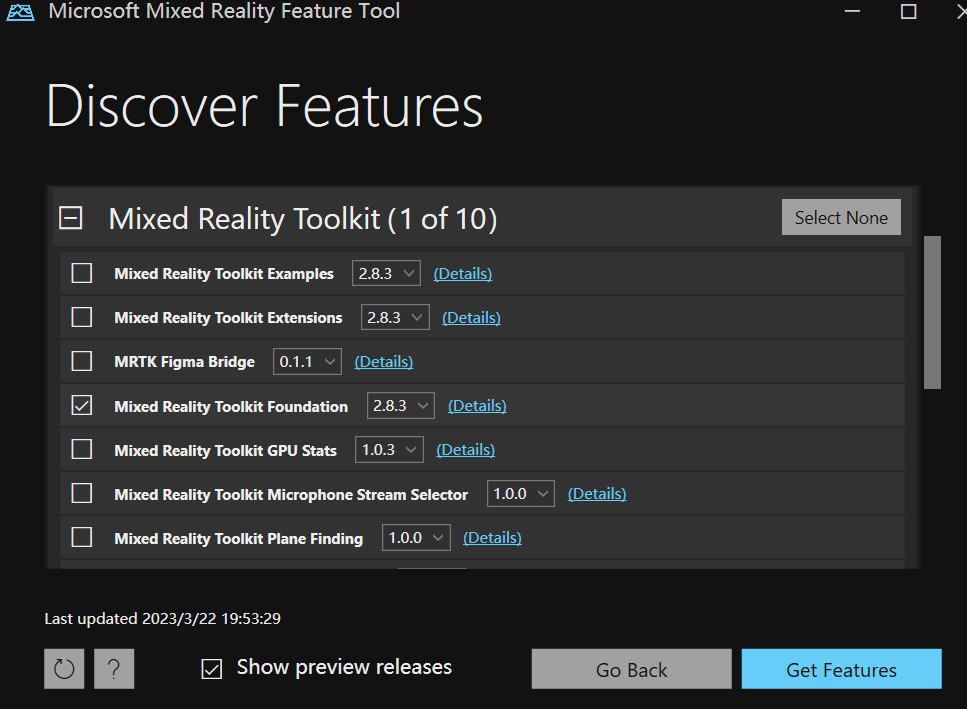 Microsoft Mixed Reality Feature Tool
Discover Features
Mixed Reality Toolkit (1 of 10) Select None
Mixed Reality Toolkit Examples 2.8.3 (Details)
Mixed Reality Toolkit Extensions 2.8.3 (Details)
MRTK Figma Bridge 0.1.1 (Details)
Mixed Reality Toolkit Foundation 2.8.3 (Details)
Mixed Reality Toolkit GPU Stats 1.0.3 (Details)
Mixed Reality Toolkit Microphone Stream Selector 1.0.0 (Details)
Mixed Reality Toolkit Plane Finding 1.0.0 (Details)
Last updated 2023/3/22 19:53:29
? Show preview releases Go Back Get Features